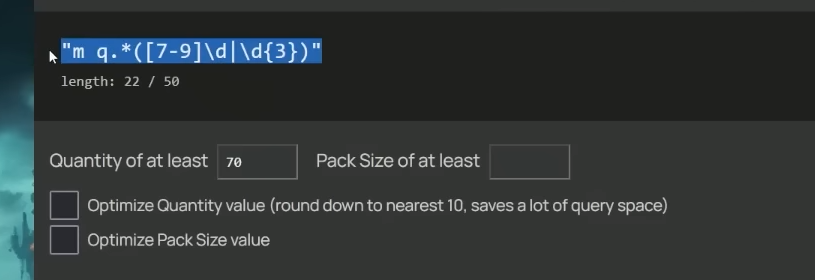 "m q.*([7-9]\d|\d{3})"
length: 22 / 50
Quantity of at least 70 Pack Size of at least
Optimize Quantity value (round down to nearest 10, saves a lot of query space)
Optimize Pack Size value